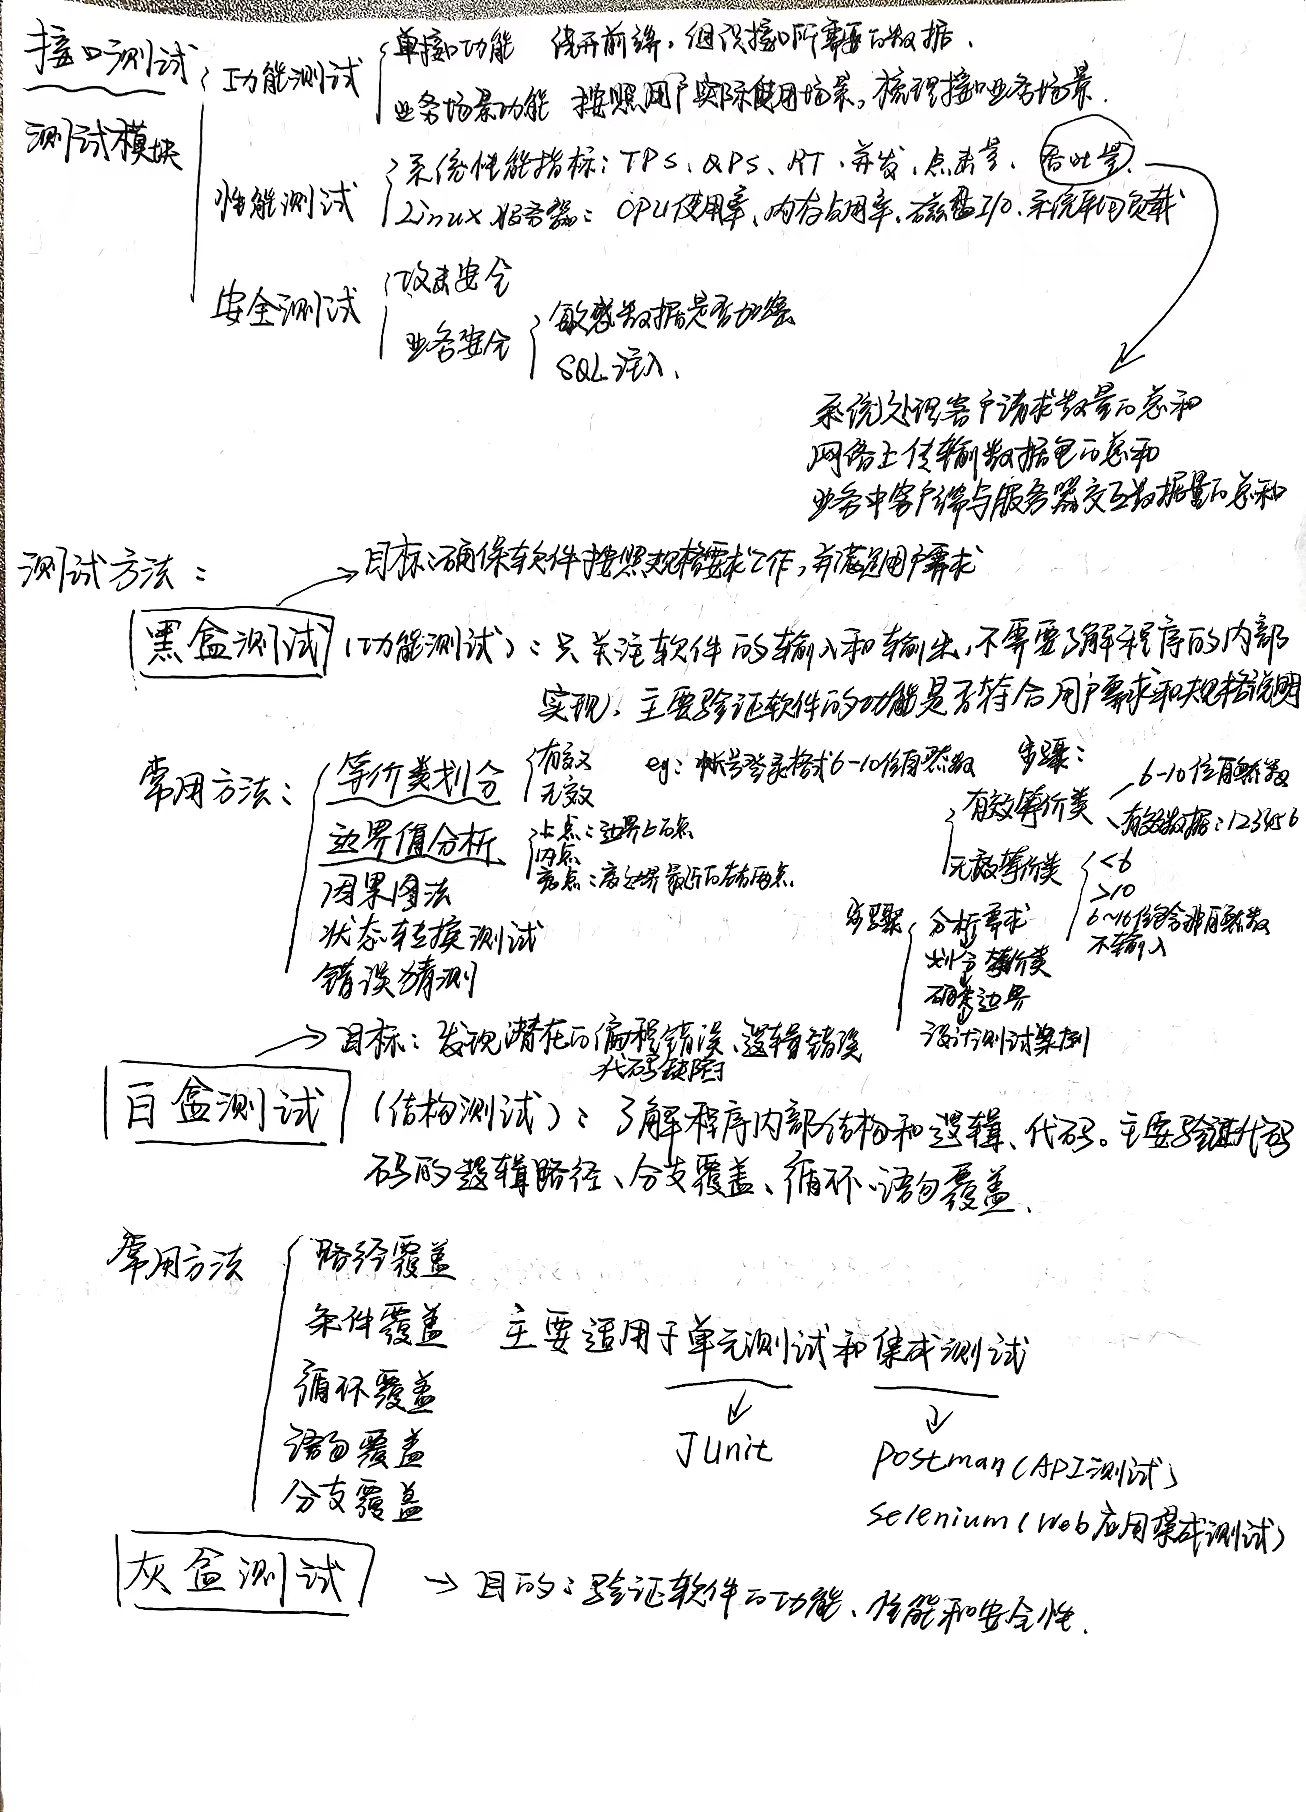 接口测试
测试模块
功能测试
单接口功能 绕开前端,组织接口所需要的数据.
业务场景功能 按照用户实际使用场景,梳理接口业务场景.
性能测试
系统性能指标:TPS、QPS、RT、并发、点击量、吞吐量
Linux服务器:CPU使用率、内存占用率、磁盘I/O、系统平均负载
安全测试
攻击安全
业务安全
敏感数据是否加密
SQL注入.
系统处理客户请求数量的总和
网络上传输数据包的总和
业务中客户端与服务器交互数据量的总和
测试方法:
目标:确保软件按照规格要求工作,并满足用户需求
黑盒测试(功能测试):只关注软件的输入和输出,不需要了解程序的内部
实现,主要验证软件的功能是否符合用户需求和规格说明
常用方法:
等价类划分
有效
无效
eg:帐号登录格式6-10位自然数
步骤:
有效等价类
6-10位自然数
有效数据:123456
无效等价类
<6
>10
6~10位包含非自然数
不输入
边界值分析
上点:边界上的点
内点
离点:离边界最近的左右两点.
步骤
分析需求
划分等价类
确定边界
设计测试案例
因果图法
状态转换测试
错误猜测
目标:发现潜在的编程错误、逻辑错误
代码缺陷
白盒测试(结构测试):了解程序内部结构和逻辑、代码。主要验证代码
码的逻辑路径、分支覆盖、循环、语句覆盖.
常用方法
路径覆盖
条件覆盖
循环覆盖
语句覆盖
分支覆盖
主要适用于单元测试和集成测试
JUnit
Postman(API测试)
Selenium(Web应用集成测试)
灰盒测试 → 目的:验证软件的功能、性能和安全性.